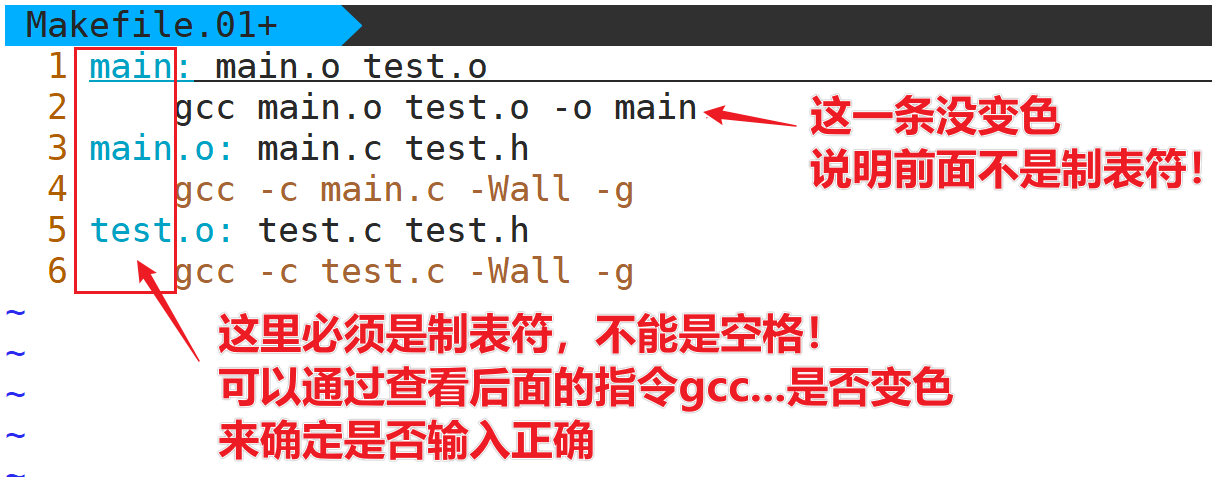 Makefile.01+
1 main: main.o test.o
2     gcc main.o test.o -o main
这一条没变色
3 main.o: main.c test.h
说明前面不是制表符!
4     gcc -c main.c -Wall -g
5 test.o: test.c test.h
6     gcc -c test.c -Wall -g
~
这里必须是制表符，不能是空格!
~
可以通过查看后面的指令gcc...是否变色
~
来确定是否输入正确
~
~